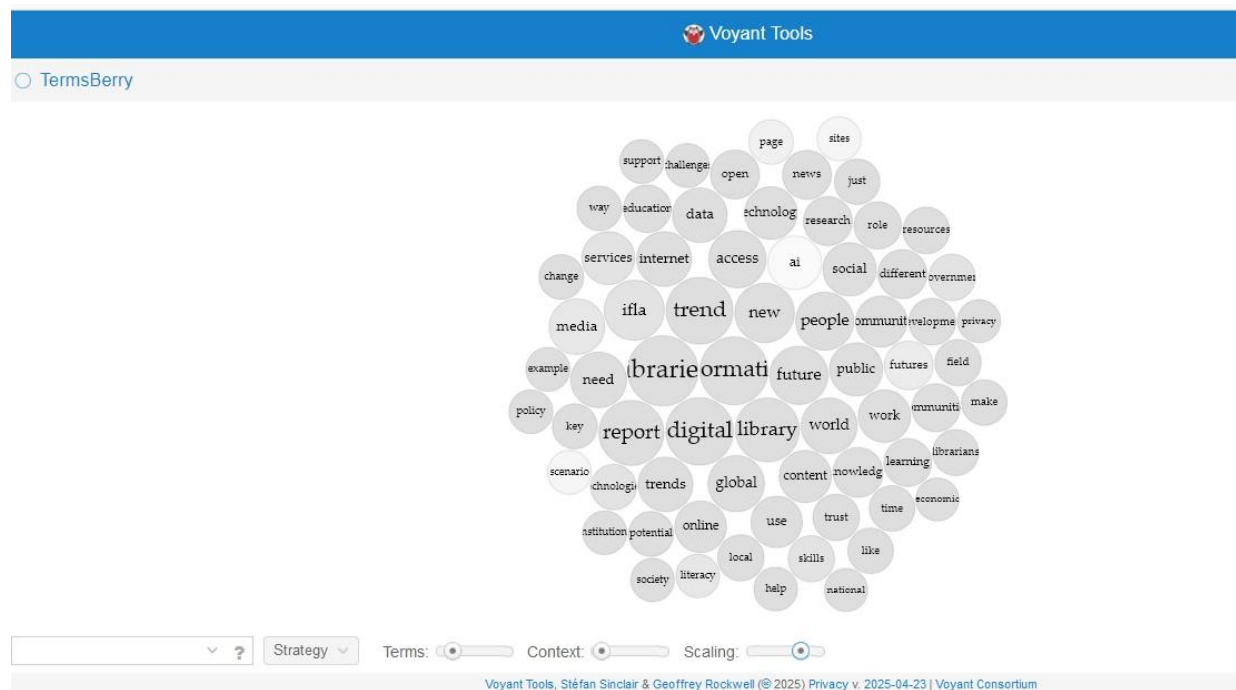 Voyant Tools
TermsBerry
page sites
support challenge open news just
way education data echnolog research role resources
services internet access ai social different overnmei
change
ifla trend new people ommunit evelopme privacy
media
example need ibrarie ormati future public futures field
policy key report digital library world work mmuniti make
scenario chnologi trends global content nowledg learning librarians
nstitution potential online use trust time economic
society literacy local help skills like national
? Strategy Terms: Context: Scaling:
Voyant Tools, Stéfan Sinclair & Geoffrey Rockwell (© 2025) Privacy v. 2025-04-23 | Voyant Consortium